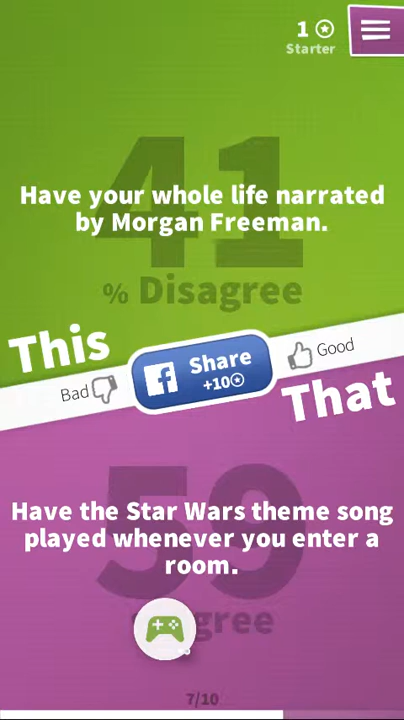 1
Starter
41
Have your whole life narrated
by Morgan Freeman.
% Disagree
This
Share
+10
Good
Bad
That
59
Have the Star Wars theme song
played whenever you enter a
room.
gree
7/10